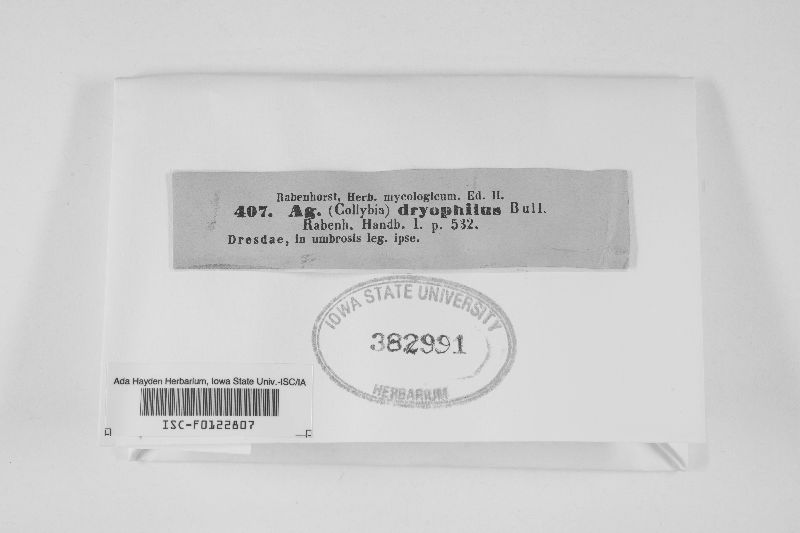 Rabenhorst, Herb. mycologicum. Ed. II.
407. Ag. (Collybia) dryophilus Bull.
Rabenh. Handb. I. p. 532.
Dresdae, in umbrosis leg. ipse.
IOWA STATE UNIVERSITY
382991
HERBARIUM
Ada Hayden Herbarium, Iowa State Univ.-ISC/IA
ISC-F0122807